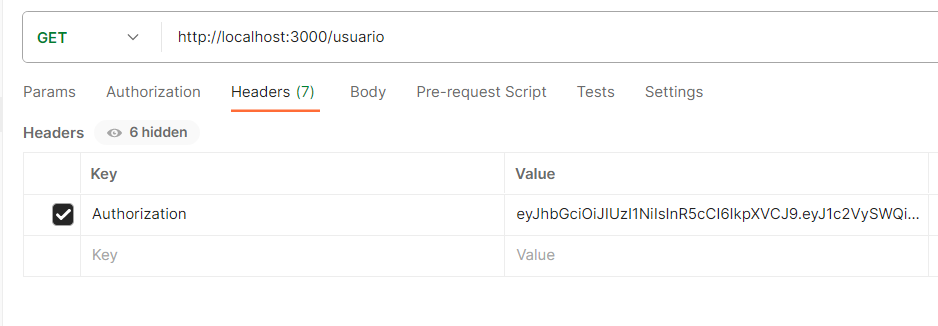 GET http://localhost:3000/usuario
Params Authorization Headers (7) Body Pre-request Script Tests Settings
Headers 6 hidden
Key Value
Authorization eyJhbGciOiJIUzI1NiIsInR5cCI6IkpXVCJ9.eyJ1c2VySWQi...
Key Value